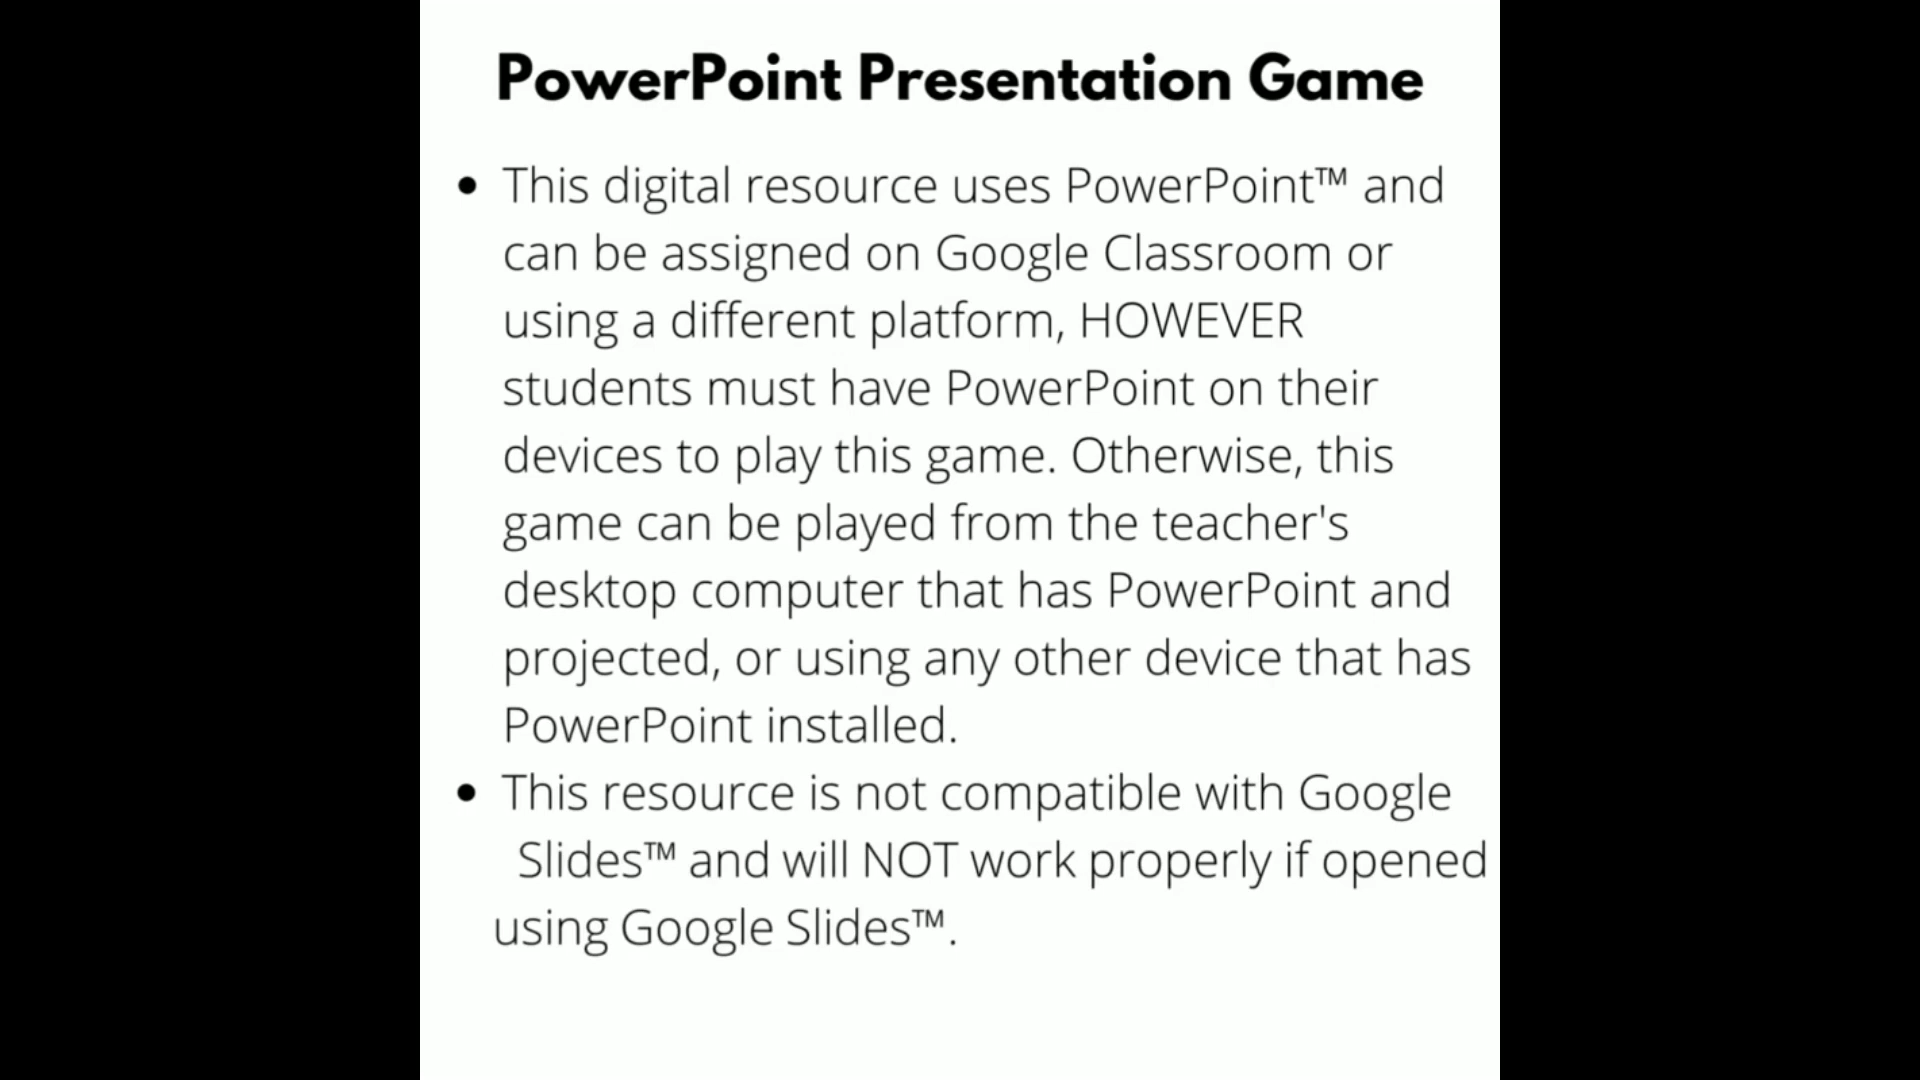 PowerPoint Presentation Game
• This digital resource uses PowerPoint™ and
can be assigned on Google Classroom or
using a different platform, HOWEVER
students must have PowerPoint on their
devices to play this game. Otherwise, this
game can be played from the teacher's
desktop computer that has PowerPoint and
projected, or using any other device that has
PowerPoint installed.
• This resource is not compatible with Google
Slides™ and will NOT work properly if opened
using Google Slides™.